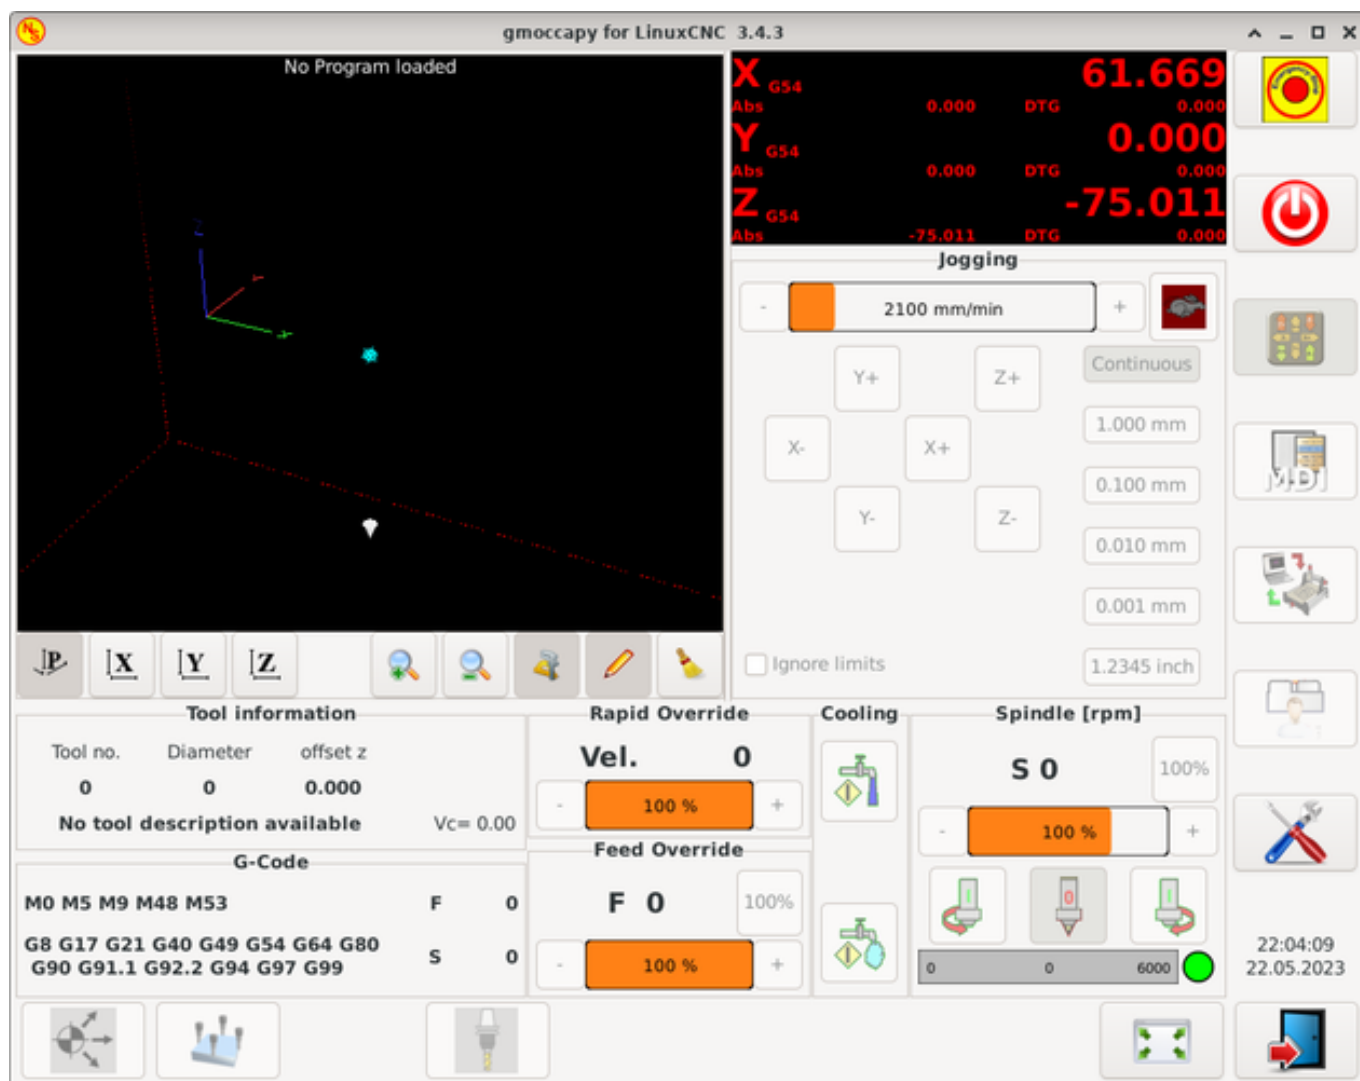 gmoccapy for LinuxCNC 3.4.3
No Program loaded
X G54 61.669
Abs 0.000 DTG 0.000
Y G54 0.000
Abs 0.000 DTG 0.000
Z G54 -75.011
Abs -75.011 DTG 0.000
Jogging
- 2100 mm/min +
Y+ Z+ Continuous
1.000 mm
X- X+
0.100 mm
Y- Z-
0.010 mm
0.001 mm
Ignore limits 1.2345 inch
MDI
P X Y Z
Tool information
Tool no. Diameter offset z
0 0 0.000
No tool description available Vc= 0.00
G-Code
M0 M5 M9 M48 M53 F 0
G8 G17 G21 G40 G49 G54 G64 G80
G90 G91.1 G92.2 G94 G97 G99
S 0
Rapid Override
Vel. 0
- 100 % +
Feed Override
F 0 100%
- 100 % +
Cooling
Spindle [rpm]
S 0 100%
- 100 % +
1 0 1
0 0 6000
22:04:09
22.05.2023